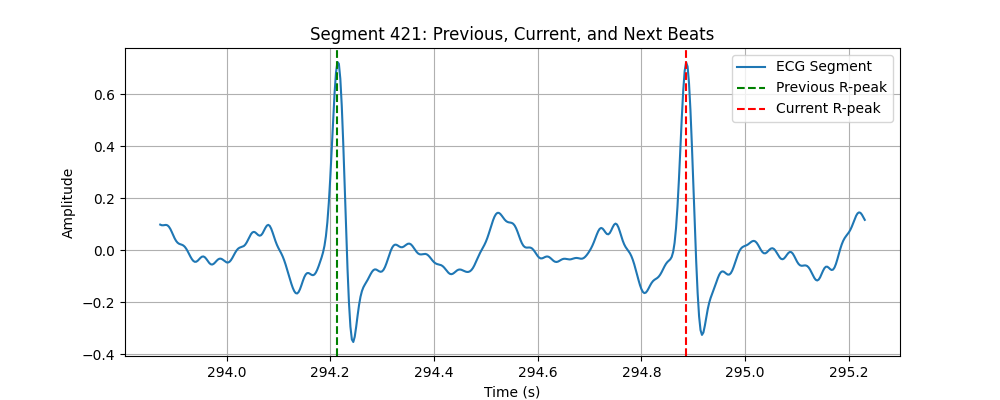 Segment 421: Previous, Current, and Next Beats
ECG Segment
Previous R-peak
Current R-peak
Amplitude
0.6
0.4
0.2
0.0
−0.2
−0.4
294.0 294.2 294.4 294.6 294.8 295.0 295.2
Time (s)